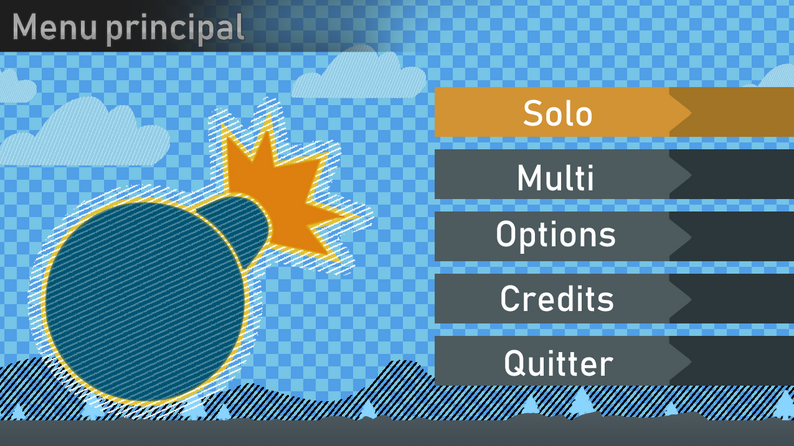 Menu principal
Solo
Multi
Options
Credits
Quitter